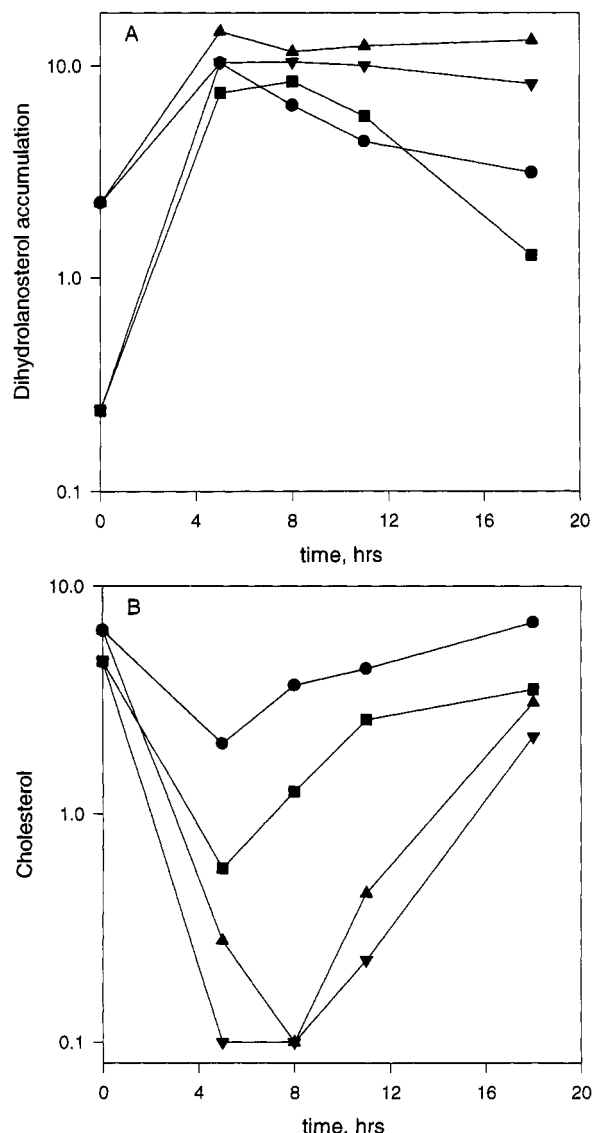 A
10.0
1.0
0.1
Dihydrolanosterol accumulation
0 4 8 12 16 20
time, hrs
B
10.0
1.0
0.1
Cholesterol
0 4 8 12 16 20
time, hrs